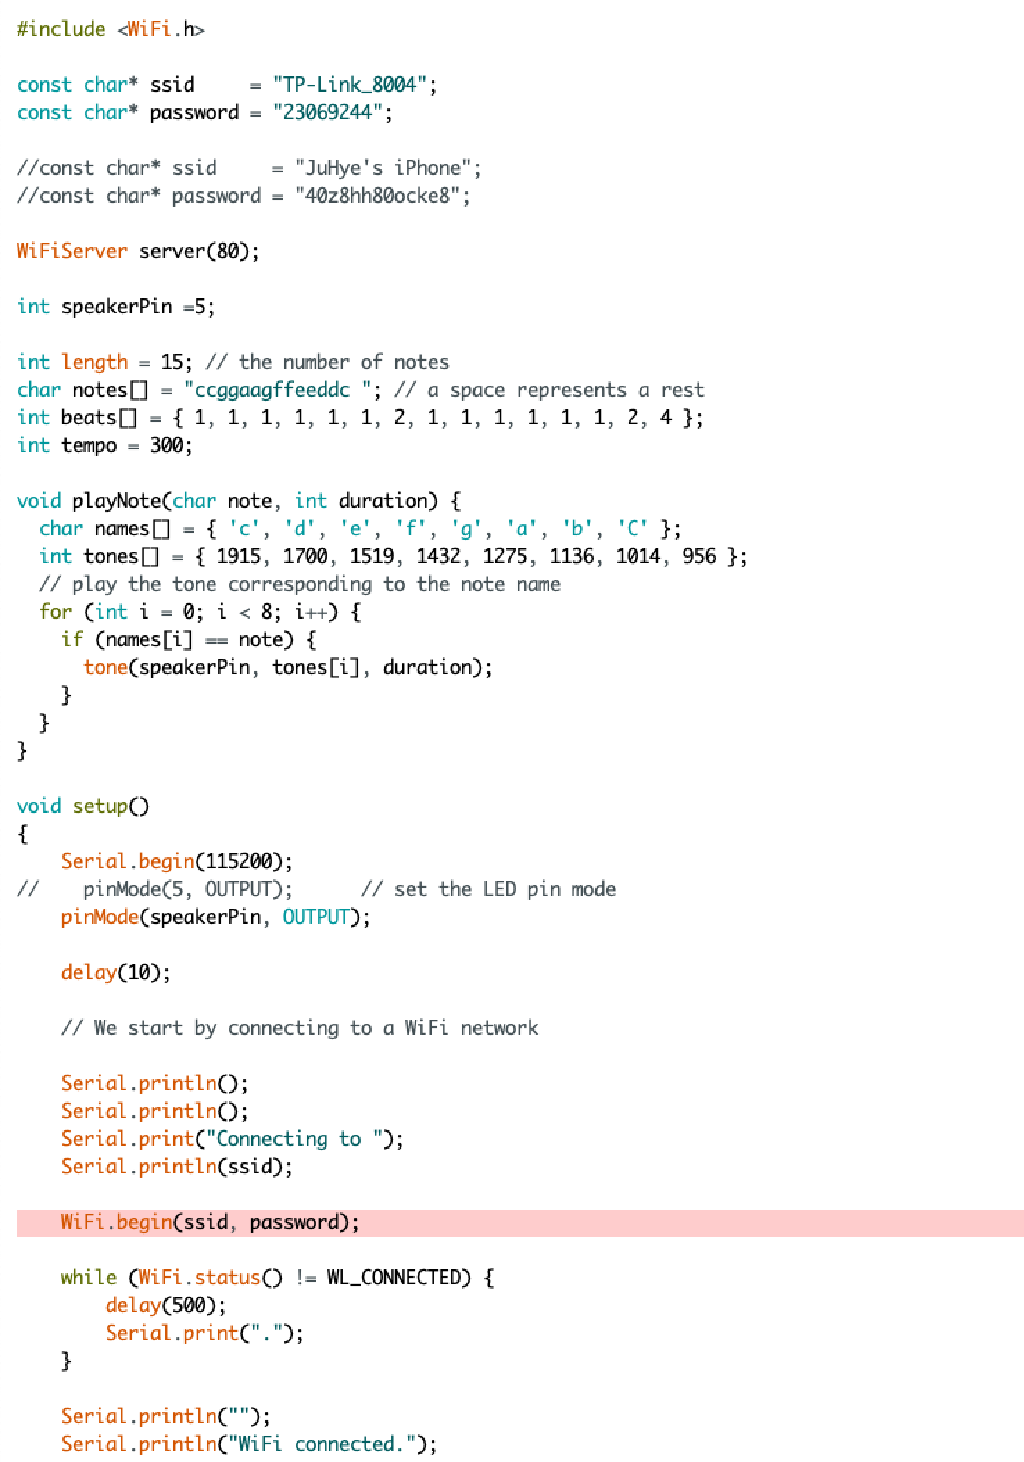 #include <WiFi.h>
const char* ssid     = "TP-Link_8004";
const char* password = "23069244";
//const char* ssid     = "JuHye's iPhone";
//const char* password = "40z8hh80ocke8";
WiFiServer server(80);
int speakerPin =5;
int length = 15; // the number of notes
char notes[] = "ccggaagffeeddc "; // a space represents a rest
int beats[] = { 1, 1, 1, 1, 1, 1, 2, 1, 1, 1, 1, 1, 1, 2, 4 };
int tempo = 300;
void playNote(char note, int duration) {
  char names[] = { 'c', 'd', 'e', 'f', 'g', 'a', 'b', 'C' };
  int tones[] = { 1915, 1700, 1519, 1432, 1275, 1136, 1014, 956 };
  // play the tone corresponding to the note name
  for (int i = 0; i < 8; i++) {
    if (names[i] == note) {
      tone(speakerPin, tones[i], duration);
    }
  }
}
void setup()
{
    Serial.begin(115200);
//    pinMode(5, OUTPUT);      // set the LED pin mode
    pinMode(speakerPin, OUTPUT);
    delay(10);
    // We start by connecting to a WiFi network
    Serial.println();
    Serial.println();
    Serial.print("Connecting to ");
    Serial.println(ssid);
    WiFi.begin(ssid, password);
    while (WiFi.status() != WL_CONNECTED) {
        delay(500);
        Serial.print(".");
    }
    Serial.println("");
    Serial.println("WiFi connected.");